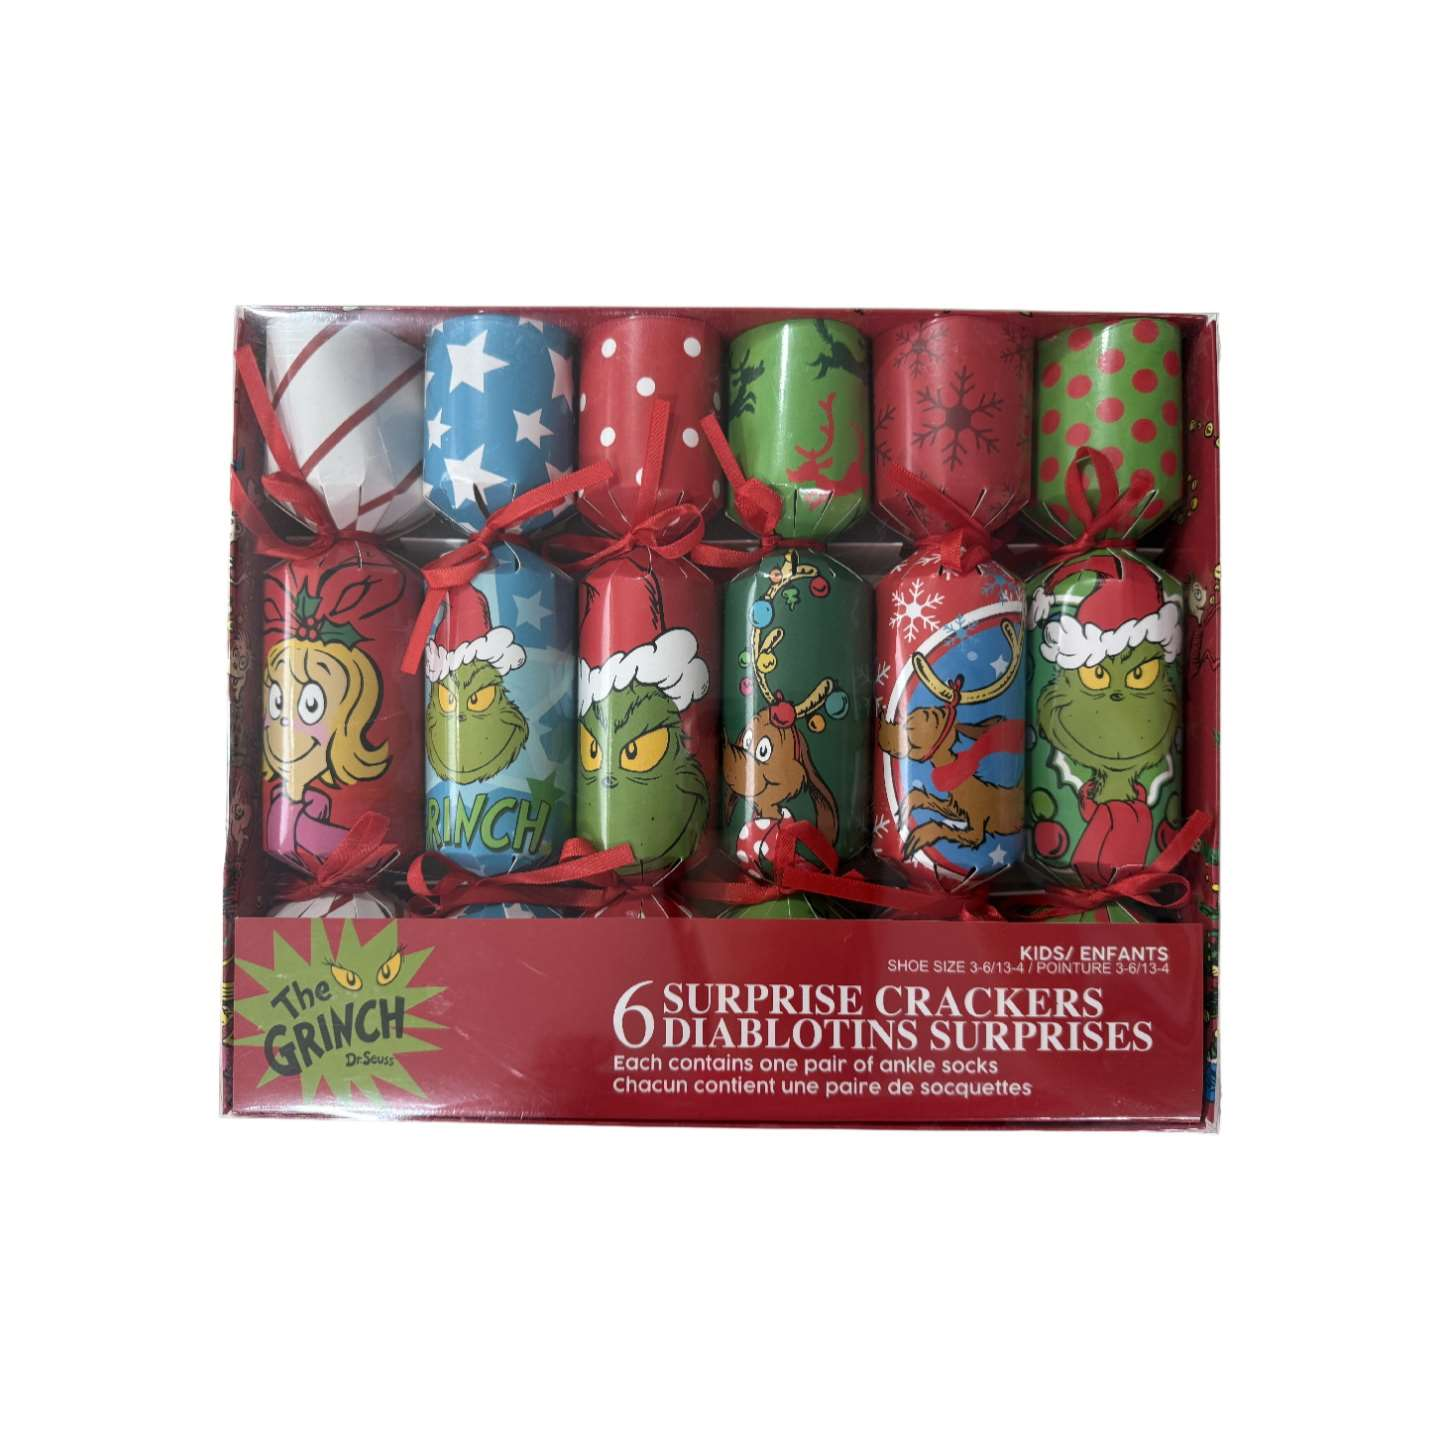 RINCH
The
GRINCH
Dr. Seuss
KIDS/ ENFANTS
SHOE SIZE 3-6/13-4 / POINTURE 3-6/13-4
6 SURPRISE CRACKERS
DIABLOTINS SURPRISES
Each contains one pair of ankle socks
Chacun contient une paire de socquettes